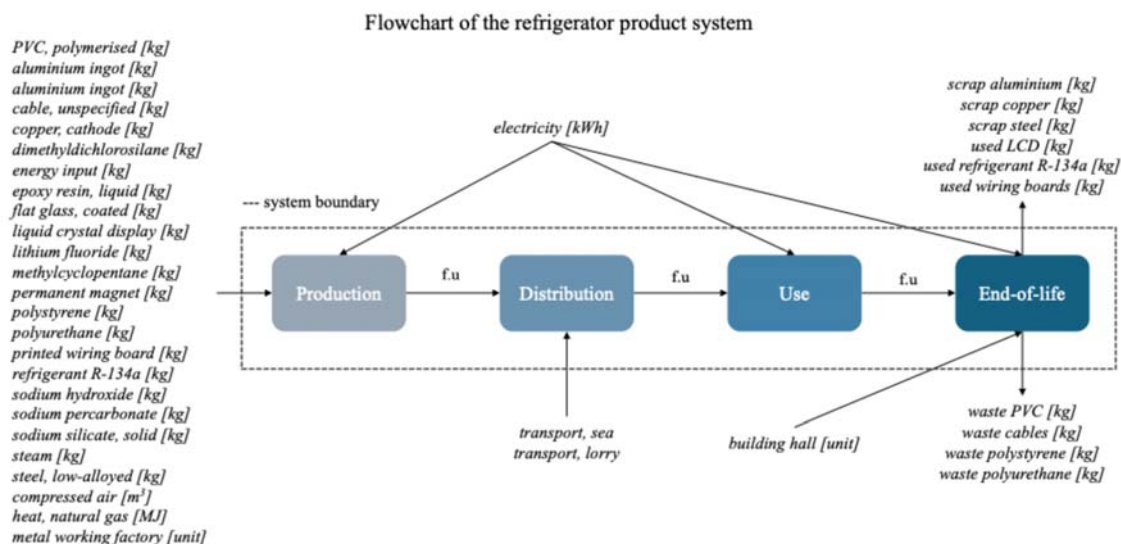 Flowchart of the refrigerator product system
PVC, polymerised [kg]
aluminium ingot [kg]
aluminium ingot [kg]
cable, unspecified [kg]
copper, cathode [kg]
dimethyldichlorosilane [kg]
energy input [kg]
epoxy resin, liquid [kg]
flat glass, coated [kg]
liquid crystal display [kg]
lithium fluoride [kg]
methylcyclopentane [kg]
permanent magnet [kg]
polystyrene [kg]
polyurethane [kg]
printed wiring board [kg]
refrigerant R-134a [kg]
sodium hydroxide [kg]
sodium percarbonate [kg]
sodium silicate, solid [kg]
steam [kg]
steel, low-alloyed [kg]
compressed air [m³]
heat, natural gas [MJ]
metal working factory [unit]
electricity [kWh]
--- system boundary
scrap aluminium [kg]
scrap copper [kg]
scrap steel [kg]
used LCD [kg]
used refrigerant R-134a [kg]
used wiring boards [kg]
Production
f.u
Distribution
f.u
Use
f.u
End-of-life
transport, sea
transport, lorry
building hall [unit]
waste PVC [kg]
waste cables [kg]
waste polystyrene [kg]
waste polyurethane [kg]